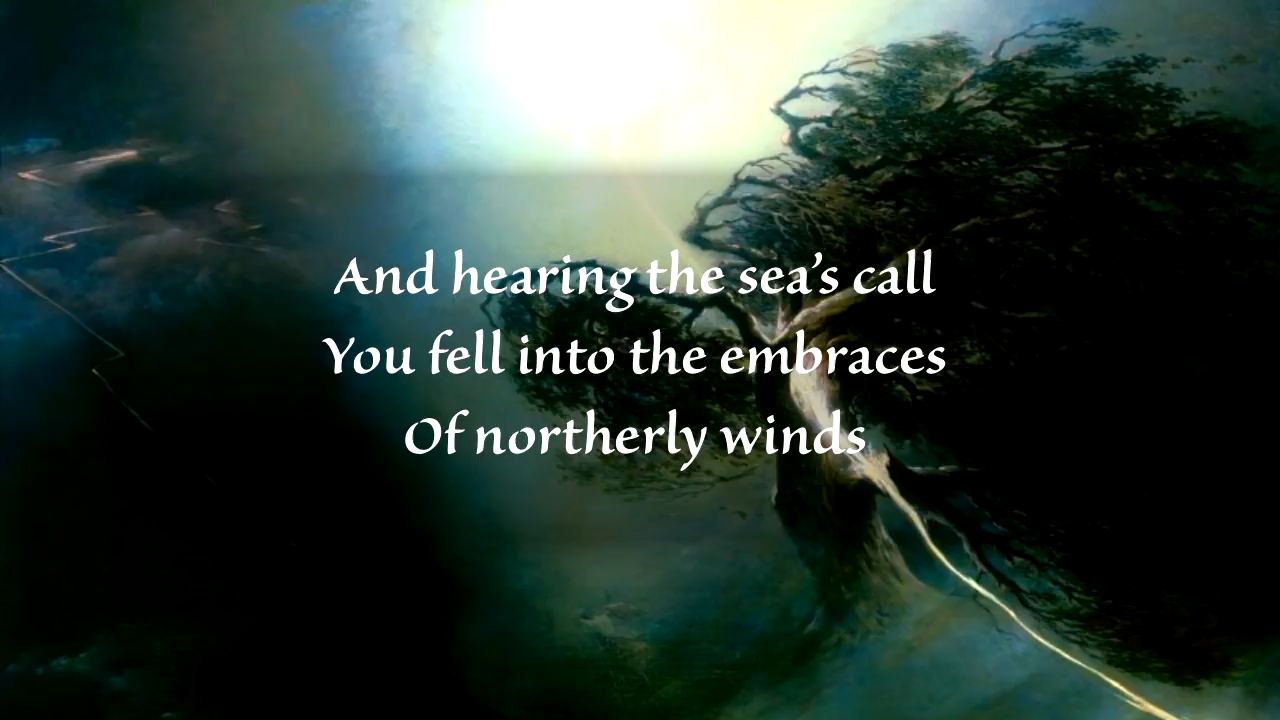 And hearing the sea’s call
You fell into the embraces
Of northerly winds